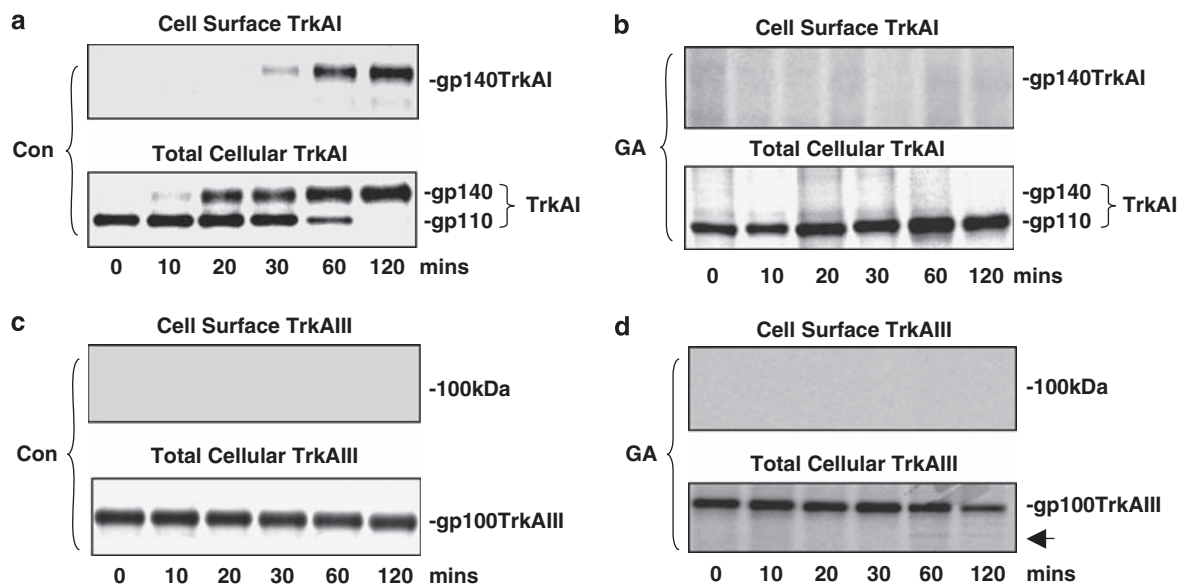 a
Cell Surface TrkAI
-gp140TrkAI
Con
Total Cellular TrkAI
-gp140
-gp110
TrkAI
0 10 20 30 60 120 mins
b
Cell Surface TrkAI
-gp140TrkAI
GA
Total Cellular TrkAI
-gp140
-gp110
TrkAI
0 10 20 30 60 120 mins
c
Cell Surface TrkAIII
-100kDa
Con
Total Cellular TrkAIII
-gp100TrkAIII
0 10 20 30 60 120 mins
d
Cell Surface TrkAIII
-100kDa
GA
Total Cellular TrkAIII
-gp100TrkAIII
0 10 20 30 60 120 mins